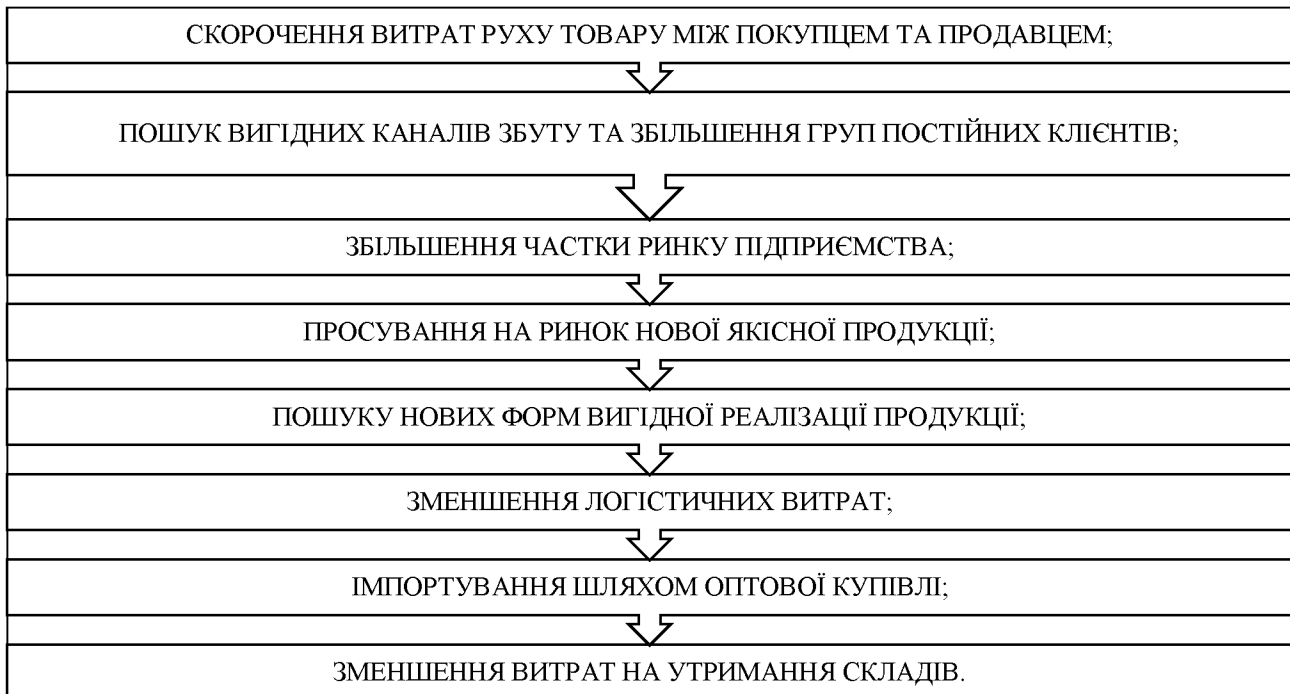 СКОРОЧЕННЯ ВИТРАТ РУХУ ТОВАРУ МІЖ ПОКУПЦЕМ ТА ПРОДАВЦЕМ;
ПОШУК ВИГІДНИХ КАНАЛІВ ЗБУТУ ТА ЗБІЛЬШЕННЯ ГРУП ПОСТІЙНИХ КЛІЄНТІВ;
ЗБІЛЬШЕННЯ ЧАСТКИ РИНКУ ПІДПРИЄМСТВА;
ПРОСУВАННЯ НА РИНОК НОВОЇ ЯКІСНОЇ ПРОДУКЦІЇ;
ПОШУКУ НОВИХ ФОРМ ВИГІДНОЇ РЕАЛІЗАЦІЇ ПРОДУКЦІЇ;
ЗМЕНШЕННЯ ЛОГІСТИЧНИХ ВИТРАТ;
ІМПОРТУВАННЯ ШЛЯХОМ ОПТОВОЇ КУПІВЛІ;
ЗМЕНШЕННЯ ВИТРАТ НА УТРИМАННЯ СКЛАДІВ.